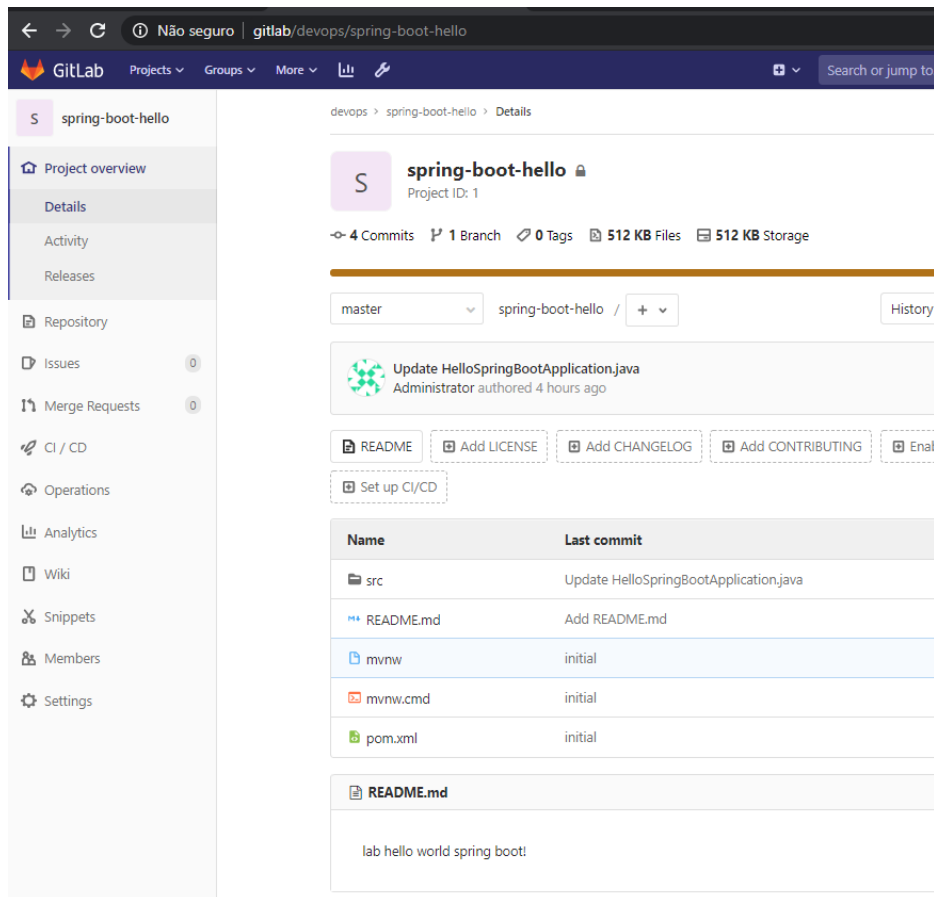 Não seguro | gitlab/devops/spring-boot-hello
GitLab Projects Groups More Search or jump to
S spring-boot-hello
Project overview
Details
Activity
Releases
Repository
Issues 0
Merge Requests 0
CI / CD
Operations
Analytics
Wiki
Snippets
Members
Settings
devops > spring-boot-hello > Details
S
spring-boot-hello
Project ID: 1
4 Commits 1 Branch 0 Tags 512 KB Files 512 KB Storage
master spring-boot-hello / + History
Update HelloSpringBootApplication.java
Administrator authored 4 hours ago
README Add LICENSE Add CHANGELOG Add CONTRIBUTING
Set up CI/CD
Name Last commit
src Update HelloSpringBootApplication.java
README.md Add README.md
mvnw initial
mvnw.cmd initial
pom.xml initial
README.md
lab hello world spring boot!